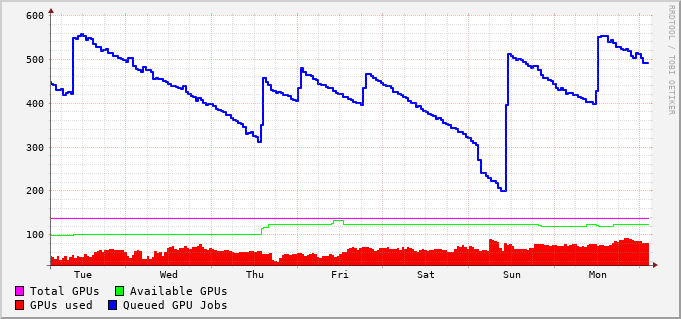 RRDTOOL / TOBI OETIKER
600
500
400
300
200
100
Tue Wed Thu Fri Sat Sun Mon
Total GPUs Available GPUs
GPUs used Queued GPU Jobs